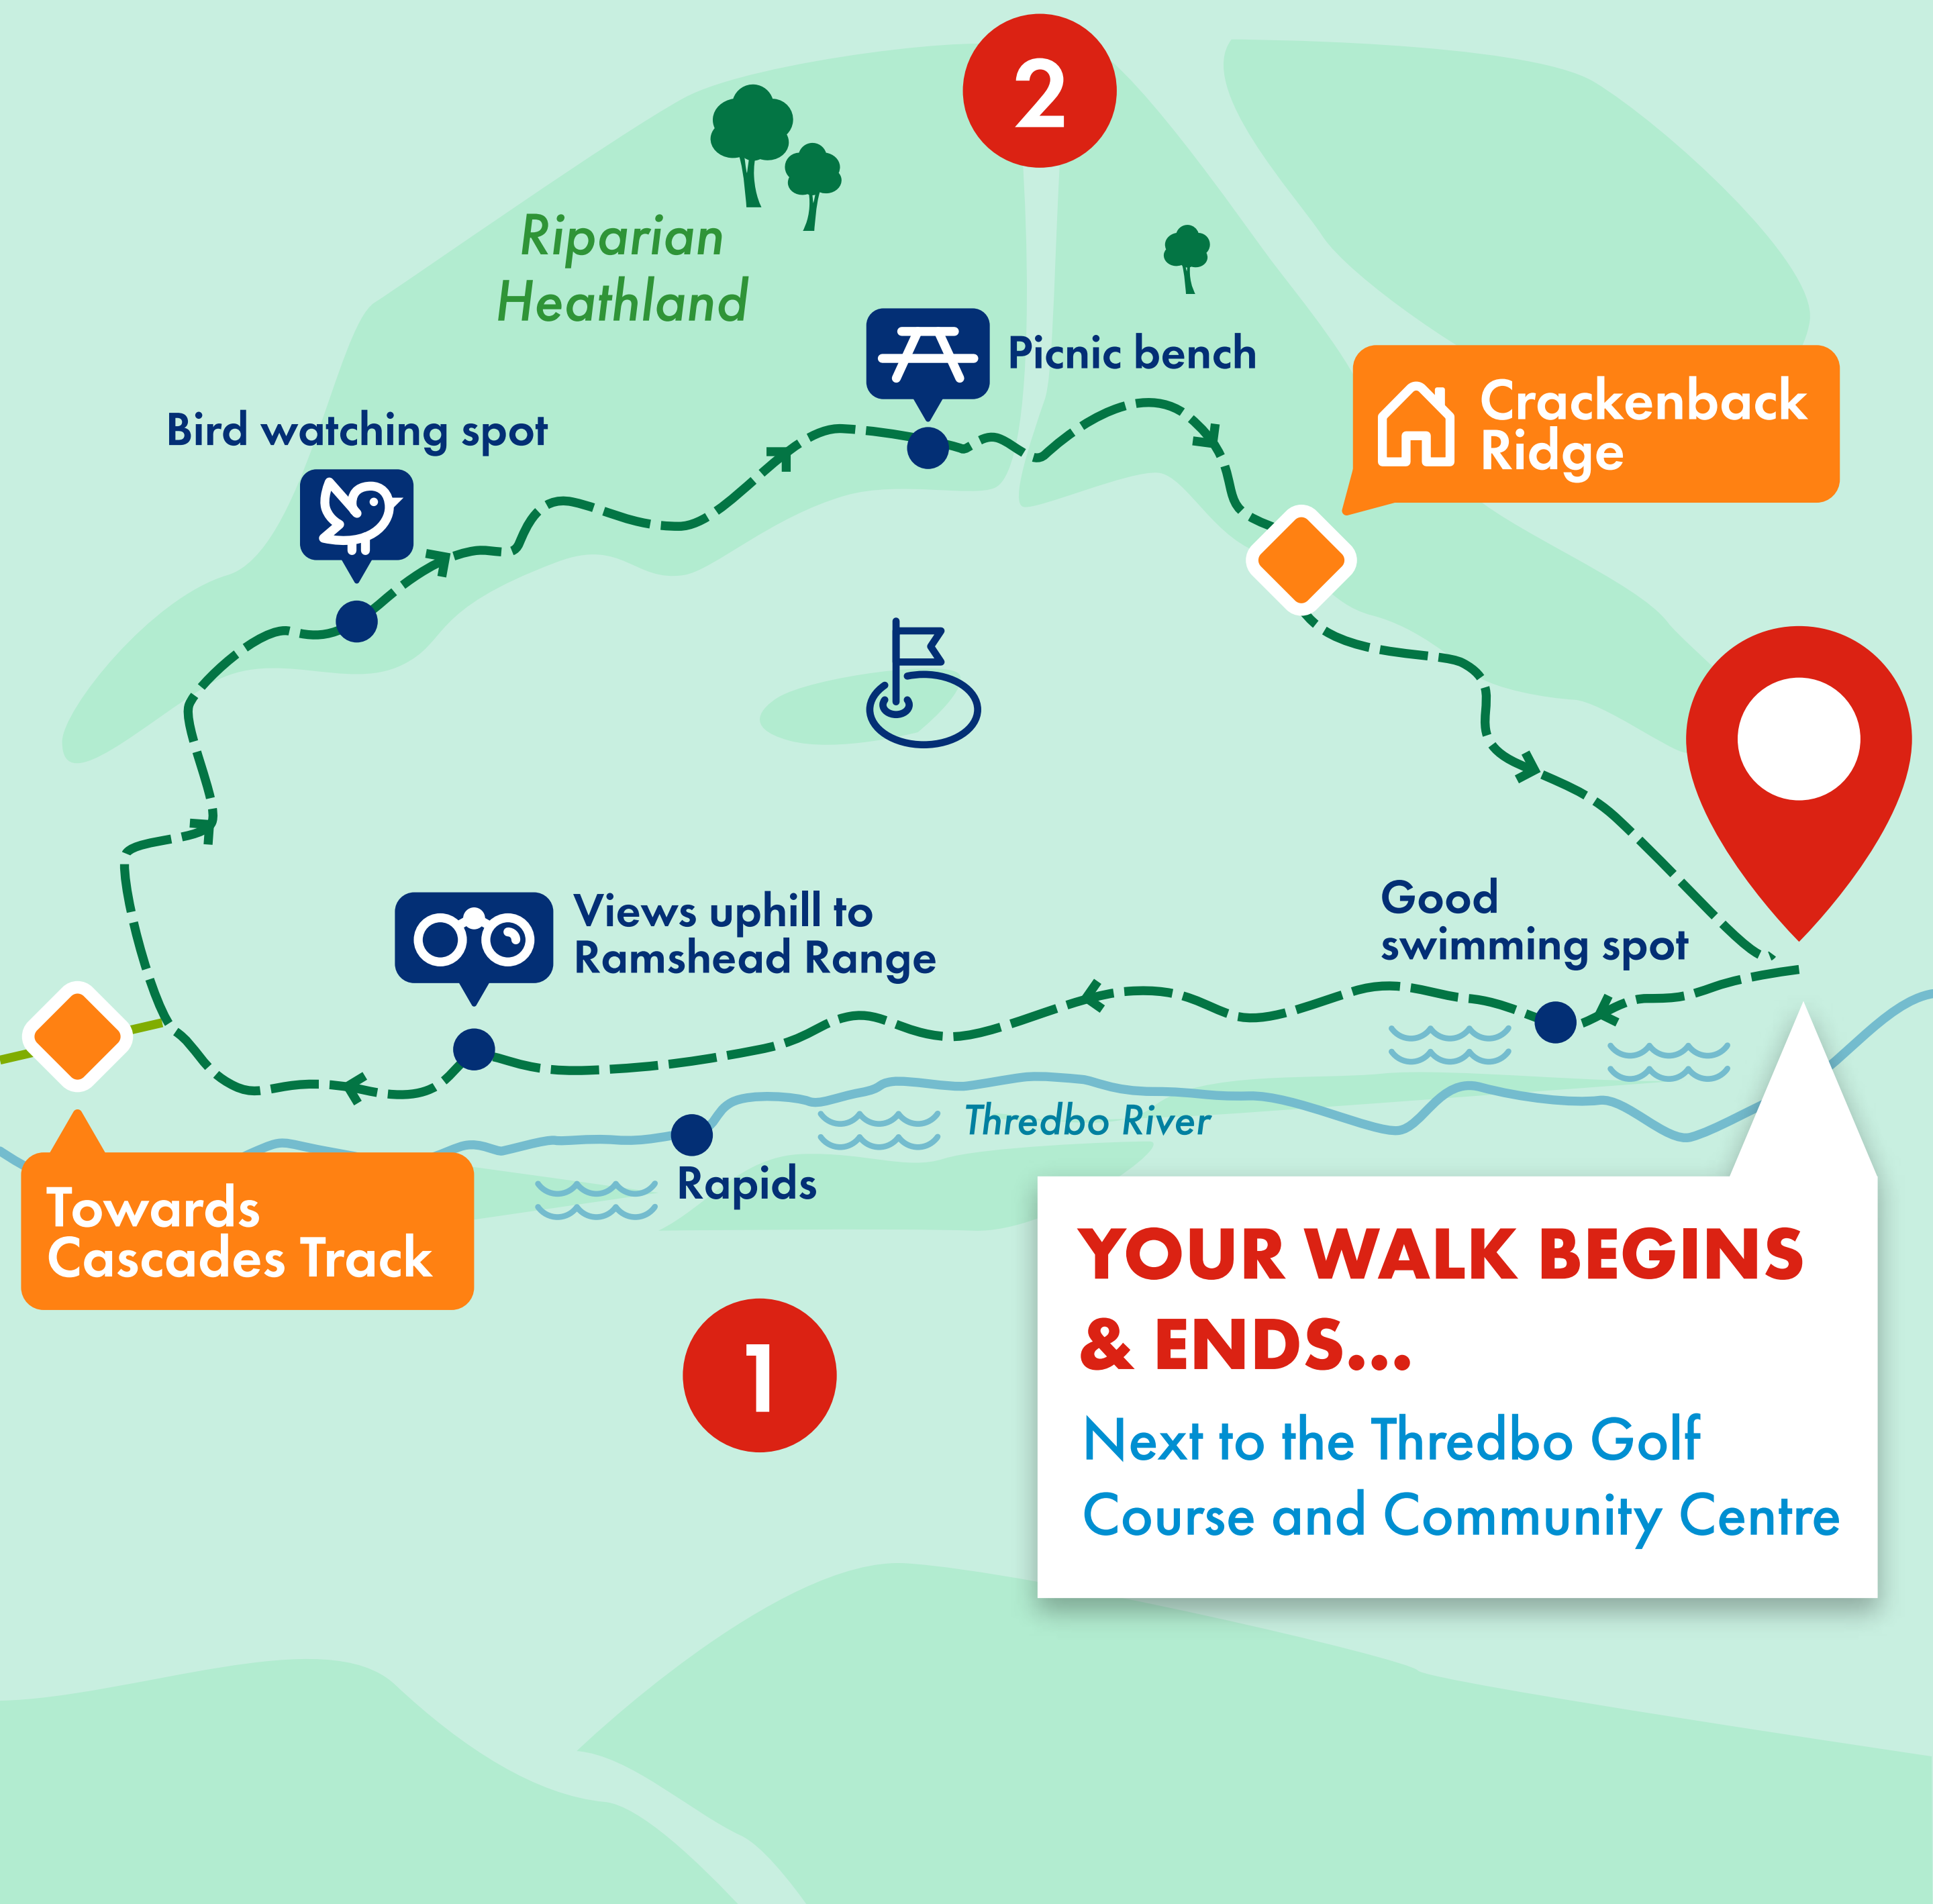 2
Riparian
Heathland
Picnic bench
Crackenback
Ridge
Bird watching spot
Views uphill to
Ramshead Range
Good
swimming spot
Thredbo River
Rapids
Towards
Cascades Track
1
YOUR WALK BEGINS
& ENDS...
Next to the Thredbo Golf
Course and Community Centre